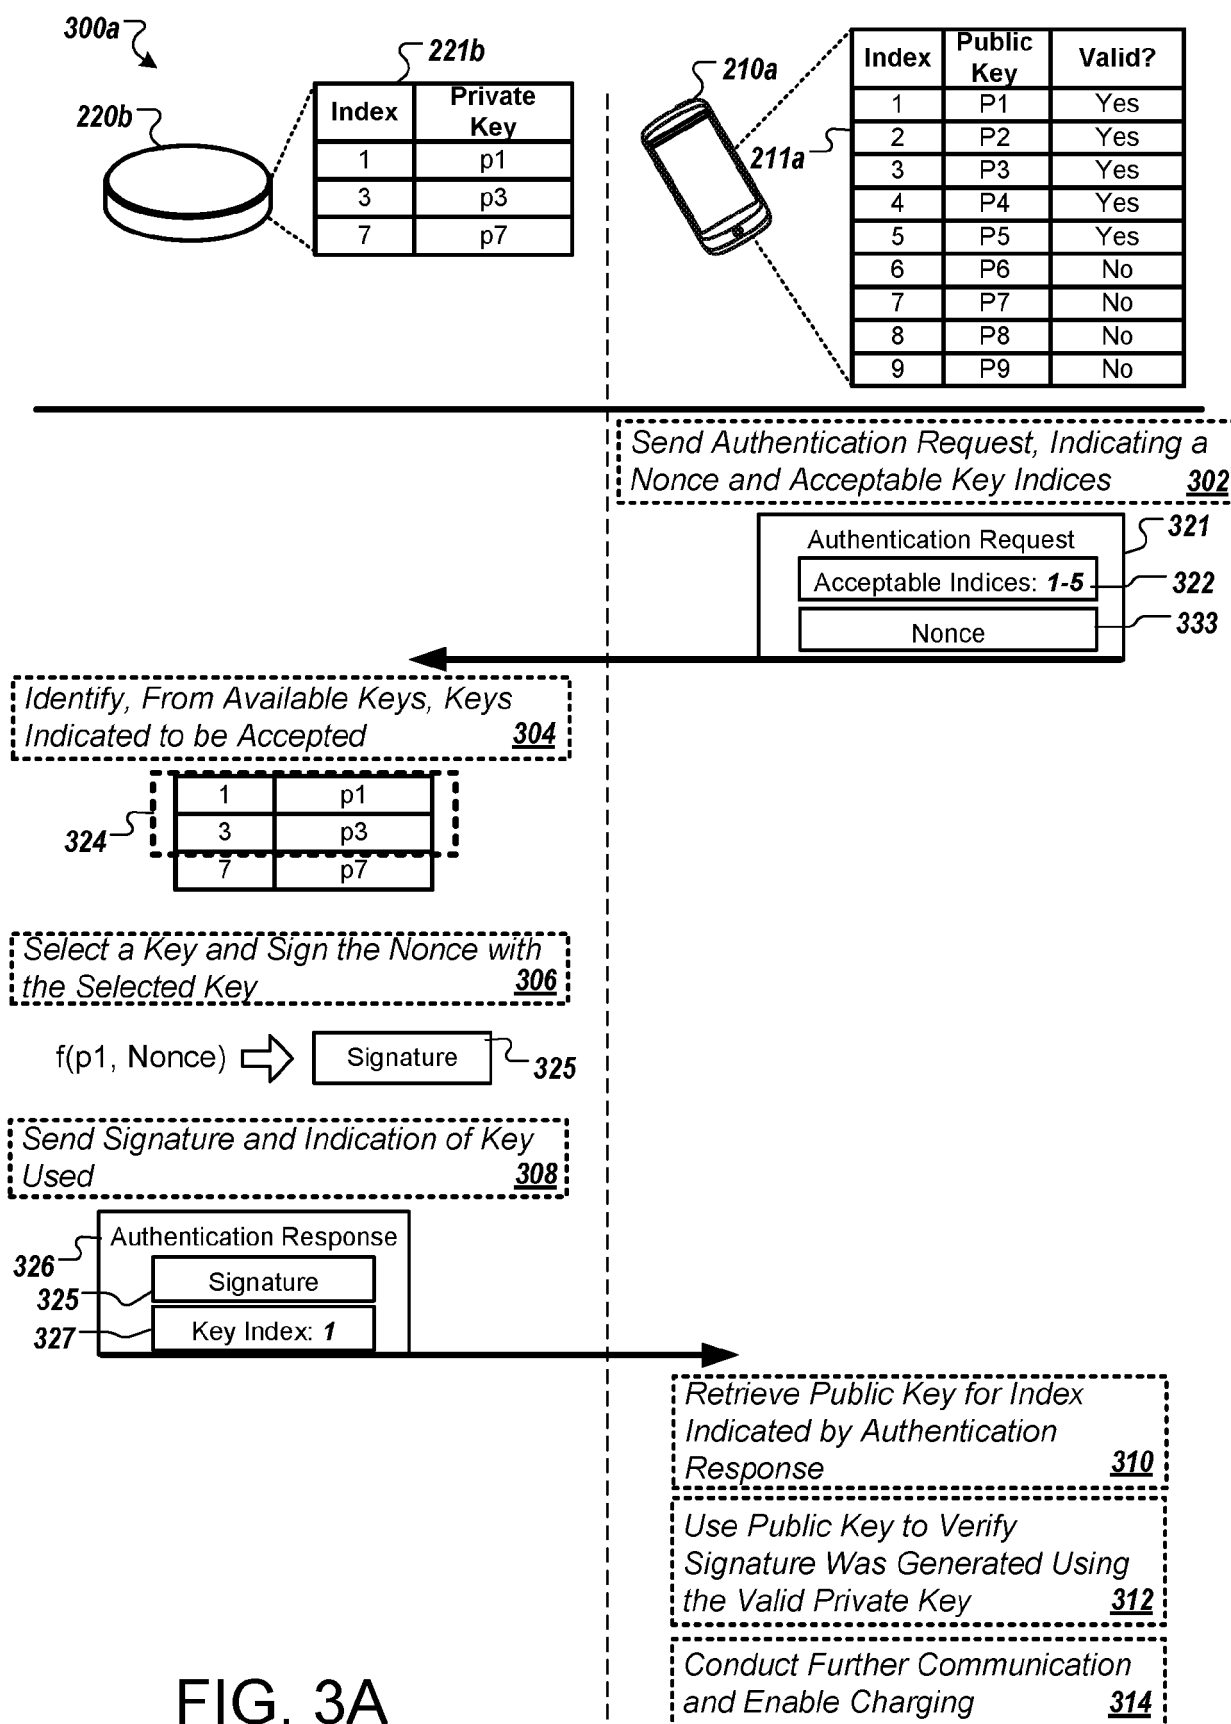 300a
220b
221b
Index Private Key
1 p1
3 p3
7 p7
210a
211a
Index Public Key Valid?
1 P1 Yes
2 P2 Yes
3 P3 Yes
4 P4 Yes
5 P5 Yes
6 P6 No
7 P7 No
8 P8 No
9 P9 No
Send Authentication Request, Indicating a
Nonce and Acceptable Key Indices 302
Authentication Request 321
Acceptable Indices: 1-5 322
Nonce 333
Identify, From Available Keys, Keys
Indicated to be Accepted 304
1 p1
324 3 p3
7 p7
Select a Key and Sign the Nonce with
the Selected Key 306
f(p1, Nonce) Signature 325
Send Signature and Indication of Key
Used 308
326 Authentication Response
325 Signature
327 Key Index: 1
Retrieve Public Key for Index
Indicated by Authentication
Response 310
Use Public Key to Verify
Signature Was Generated Using
the Valid Private Key 312
Conduct Further Communication
and Enable Charging 314
FIG. 3A